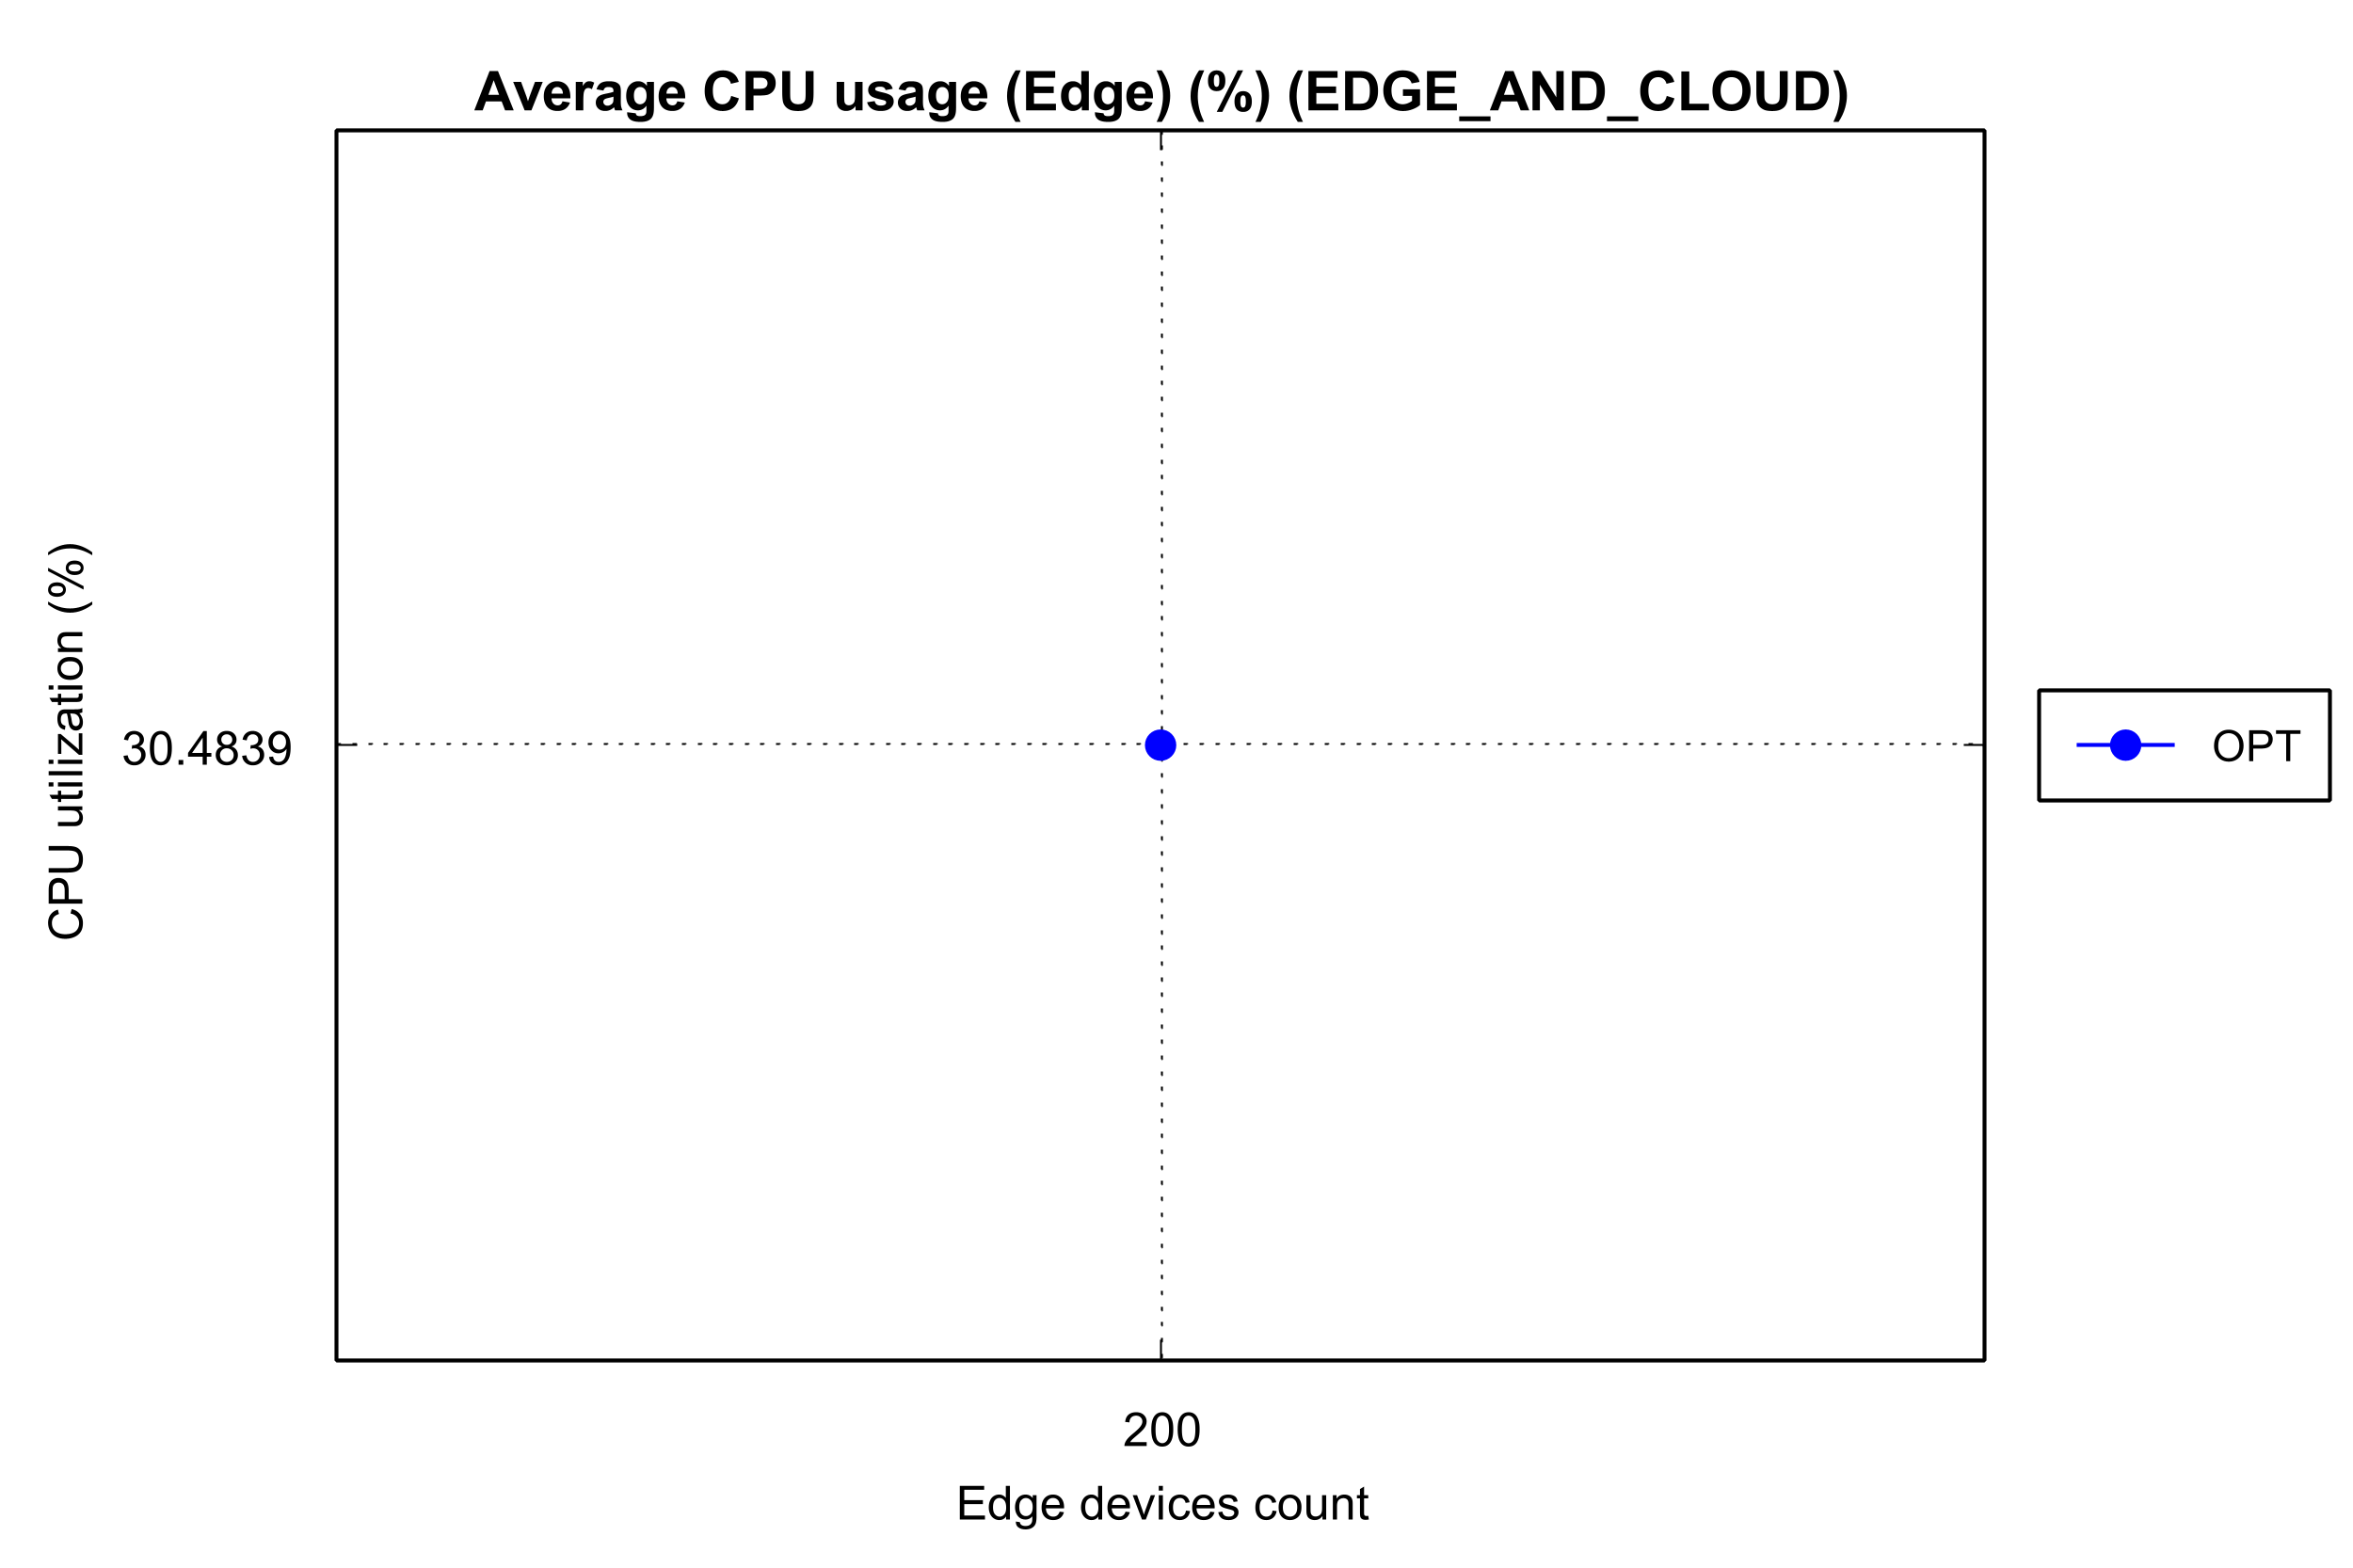 Average CPU usage (Edge) (%) (EDGE_AND_CLOUD)
CPU utilization (%)
30.4839
OPT
200
Edge devices count